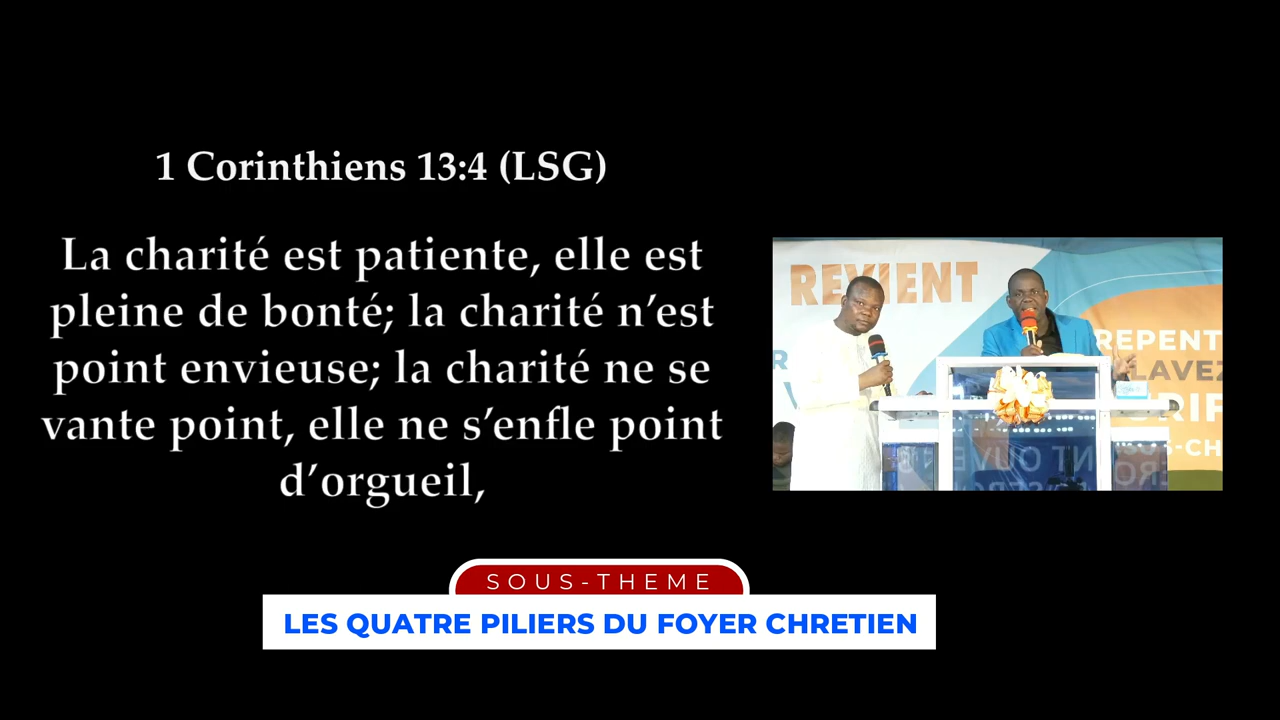 1 Corinthiens 13:4 (LSG)
La charité est patiente, elle est
pleine de bonté; la charité n’est
point envieuse; la charité ne se
vante point, elle ne s’enfle point
d’orgueil,
REVIENT
SOUS-THEME
LES QUATRE PILIERS DU FOYER CHRETIEN